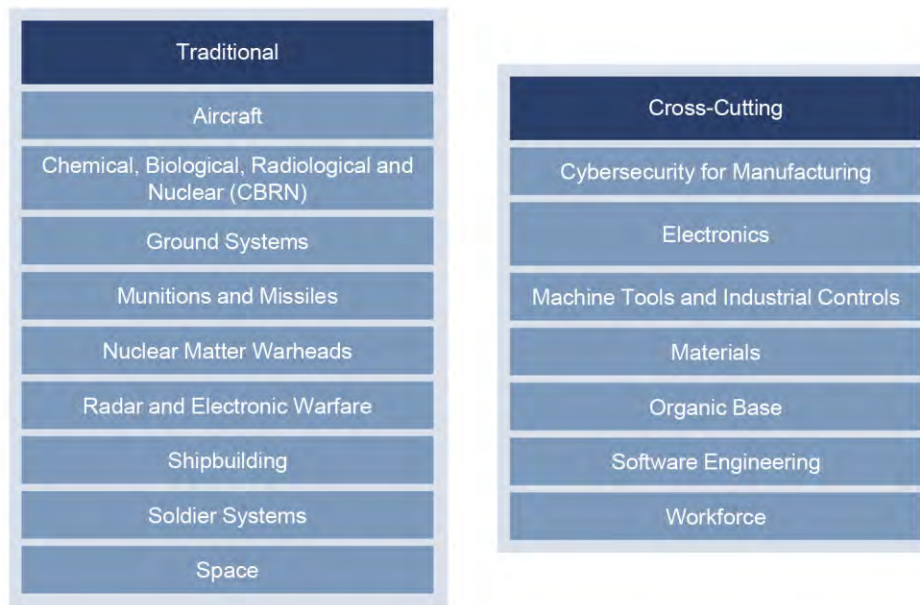 Traditional
Aircraft
Chemical, Biological, Radiological and
Nuclear (CBRN)
Ground Systems
Munitions and Missiles
Nuclear Matter Warheads
Radar and Electronic Warfare
Shipbuilding
Soldier Systems
Space
Cross-Cutting
Cybersecurity for Manufacturing
Electronics
Machine Tools and Industrial Controls
Materials
Organic Base
Software Engineering
Workforce